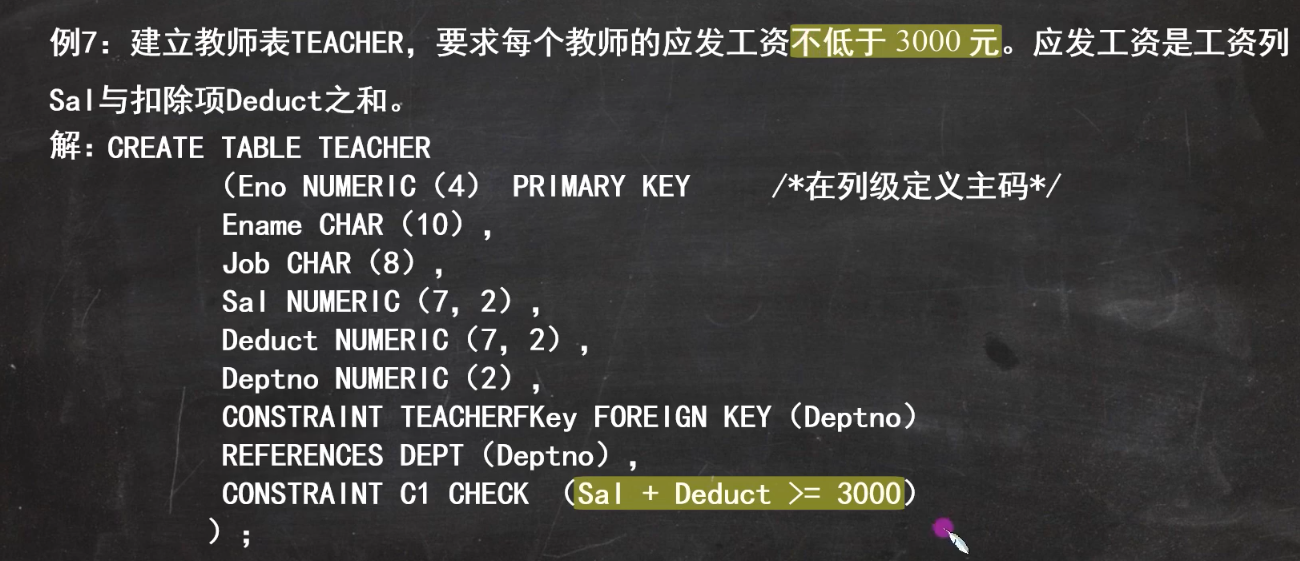 例7：建立教师表TEACHER，要求每个教师的应发工资不低于 3000 元。应发工资是工资列
Sal与扣除项Deduct之和。
解：CREATE TABLE TEACHER
（Eno NUMERIC（4） PRIMARY KEY /*在列级定义主码*/
Ename CHAR（10），
Job CHAR（8），
Sal NUMERIC（7，2），
Deduct NUMERIC（7，2），
Deptno NUMERIC（2），
CONSTRAINT TEACHERFKey FOREIGN KEY（Deptno）
REFERENCES DEPT（Deptno），
CONSTRAINT C1 CHECK （Sal + Deduct >= 3000）
）；